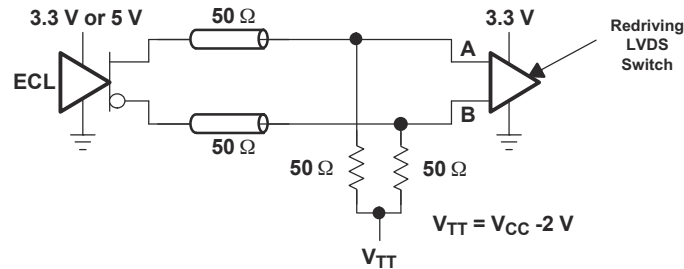 3.3 V or 5 V
50 Ω
3.3 V
Redriving
LVDS
Switch
ECL
A
B
50 Ω
50 Ω
50 Ω
VTT = VCC -2 V
VTT